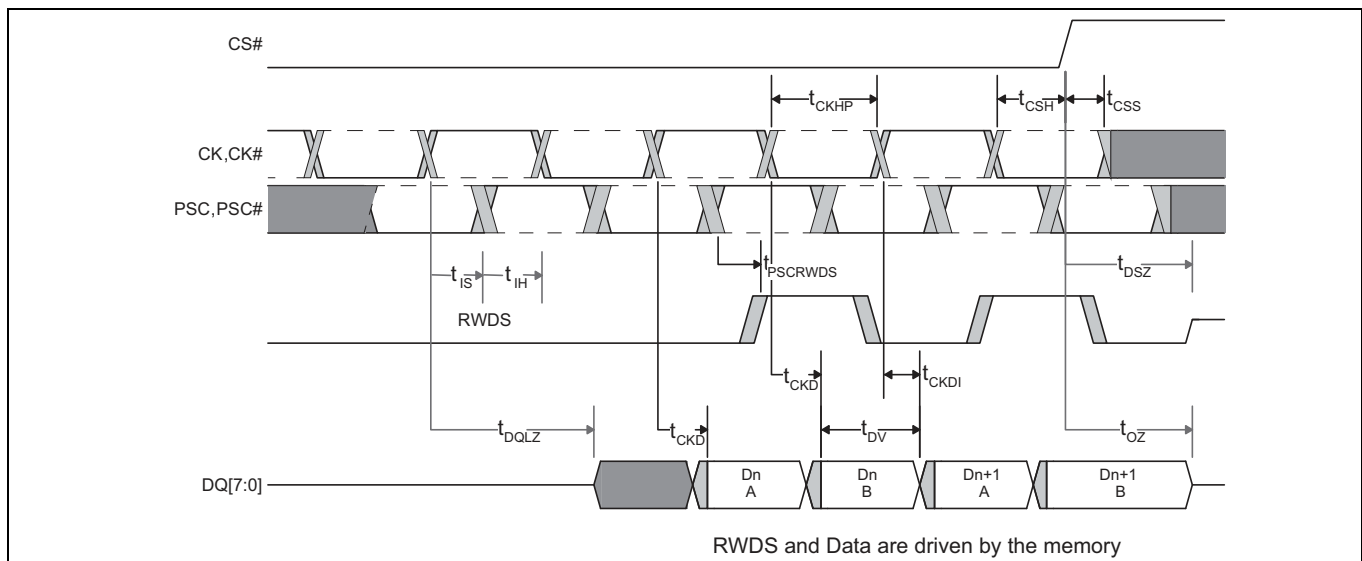 CS#
tCKHP
tCSH
tCSS
CK,CK#
PSC,PSC#
tIS
tIH
tPSCRWDS
tDSZ
RWDS
tCKD
tCKDI
tDQLZ
tCKD
tDV
tOZ
DQ[7:0]
Dn
A
Dn
B
Dn+1
A
Dn+1
B
RWDS and Data are driven by the memory